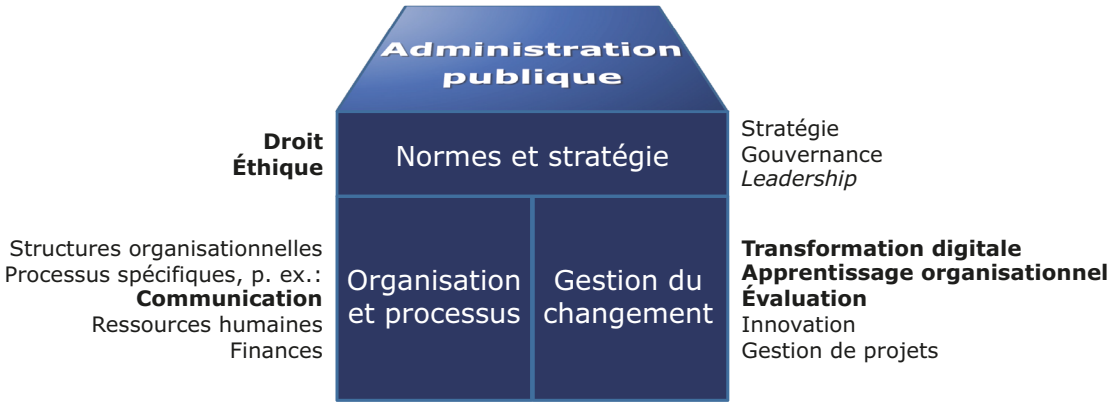 Administration
publique
Droit
Éthique
Normes et stratégie
Stratégie
Gouvernance
Leadership
Structures organisationnelles
Processus spécifiques, p. ex.:
Communication
Ressources humaines
Finances
Organisation
et processus
Gestion du
changement
Transformation digitale
Apprentissage organisationnel
Évaluation
Innovation
Gestion de projets